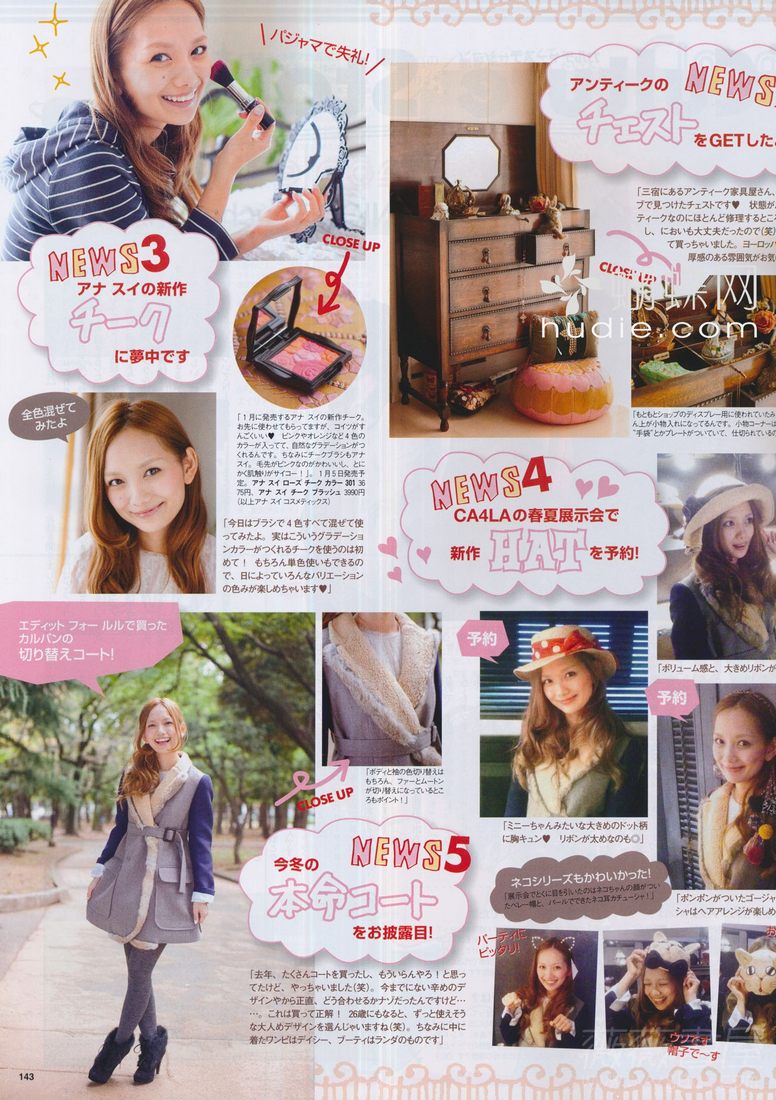 パジャマで失礼!
NEWS
アンティークの
チェスト
をGETした
「三宿にあるアンティーク家具屋さん、
ブで見つけたチェストです♥ 状態が
ティークなのにほとんど修理するとこ
し、においも大丈夫だったので(笑)
て買っちゃいました。ヨーロッパ
厚感のある雰囲気がお気
CLOSE UP
蝴蝶网
hudie.com
「もともとショップのディスプレー用に使われていたみ
ん上が小物入れになってるんです。小物コーナーは
“手袋”とかプレートがついていて、仕切られているの
NEWS3
アナ スイの新作
チーク
に夢中です
CLOSE UP
全色混ぜて
みたよ
「1月に発売するアナ スイの新作チーク。
お先に使わせてもらってますが、コイツがす
んごくいい♥ ピンクやオレンジなど4色の
カラーが入ってて、自然なグラデーションがつ
くれるんです。ちなみにチークブラシもアナ
スイ。毛先がピンクなのがかわいいし、とに
かく肌触りがサイコー!」。1月5日発売予
定。アナ スイ ローズ チーク カラー 301 36
75円、アナ スイ チーク ブラッシュ 3990円
(以上アナ スイ コスメティックス)
「今日はブラシで4色すべて混ぜて使
ってみたよ。実はこういうグラデーショ
ンカラーがつくれるチークを使うのは初
めて! もちろん単色使いもできるの
で、日によっていろんなバリエーション
の色みが楽しめちゃいます♥」
NEWS4
CA4LAの春夏展示会で
新作 HAT を予約!
「ボリューム感と、大きめリボンが
予約
「ミニーちゃんみたいな大きめのドット柄
に胸キュン♥ リボンが太めなのも◎」
予約
「ポンポンがついたゴージャ
シャはヘアアレンジが楽しめ
ネコシリーズもかわいかった!
「展示会でとくに目を引いたのはネコちゃんの顔がつい
たベレー帽と、パールでできたネコ耳カチューシャ!」
パーティに
ピッタリ!
ウソです
帽子で〜す
エディット フォー ルルで買った
カルバンの
切り替えコート!
「ボディと袖の色切り替えは
もちろん、ファーとムートン
が切り替えになっているとこ
ろもポイント!」
CLOSE UP
今冬の NEWS5
本命コート
をお披露目!
「去年、たくさんコートを買ったし、もういらんやろ!と思っ
てたけど、やっちゃいました(笑)。今までにない辛めのデ
ザインやから正直、どう合わせるかナゾだったんですけど…
…。これは買って正解! 26歳にもなると、ずっと使えそう
な大人めデザインを選んじゃいますね(笑)。ちなみに中に
着たワンピはデイシー、ブーティはランダのものです」
143